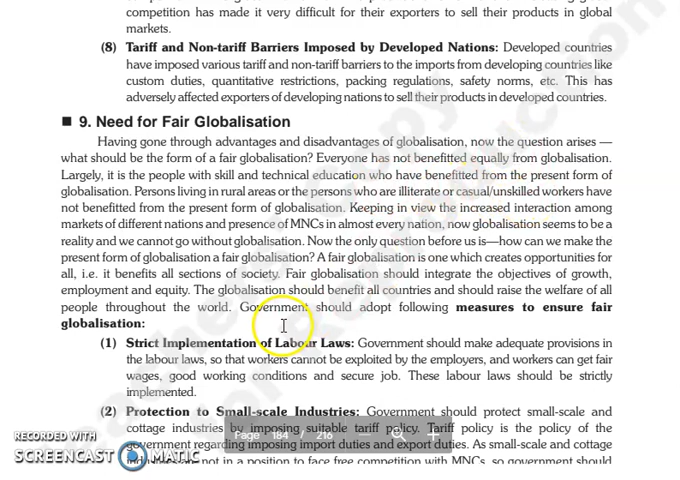 competition has made it very difficult for their exporters to sell their products in global
markets.
(8) Tariff and Non-tariff Barriers Imposed by Developed Nations: Developed countries
have imposed various tariff and non-tariff barriers to the imports from developing countries like
custom duties, quantitative restrictions, packing regulations, safety norms, etc. This has
adversely affected exporters of developing nations to sell their products in developed countries.
■ 9. Need for Fair Globalisation
Having gone through advantages and disadvantages of globalisation, now the question arises —
what should be the form of a fair globalisation? Everyone has not benefitted equally from globalisation.
Largely, it is the people with skill and technical education who have benefitted from the present form of
globalisation. Persons living in rural areas or the persons who are illiterate or casual/unskilled workers have
not benefitted from the present form of globalisation. Keeping in view the increased interaction among
markets of different nations and presence of MNCs in almost every nation, now globalisation seems to be a
reality and we cannot go without globalisation. Now the only question before us is—how can we make the
present form of globalisation a fair globalisation? A fair globalisation is one which creates opportunities for
all, i.e. it benefits all sections of society. Fair globalisation should integrate the objectives of growth,
employment and equity. The globalisation should benefit all countries and should raise the welfare of all
people throughout the world. Government should adopt following measures to ensure fair
globalisation:
(1) Strict Implementation of Labour Laws: Government should make adequate provisions in
the labour laws, so that workers cannot be exploited by the employers, and workers can get fair
wages, good working conditions and secure job. These labour laws should be strictly
implemented.
(2) Protection to Small-scale Industries: Government should protect small-scale and
cottage industries by imposing suitable tariff policy. Tariff policy is the policy of the
government regarding imposing import duties and export duties. As small-scale and cottage
not in a position to face free competition with MNCs, so government should
Page 184 / 216
RECORDED WITH
SCREENCAST MATIC